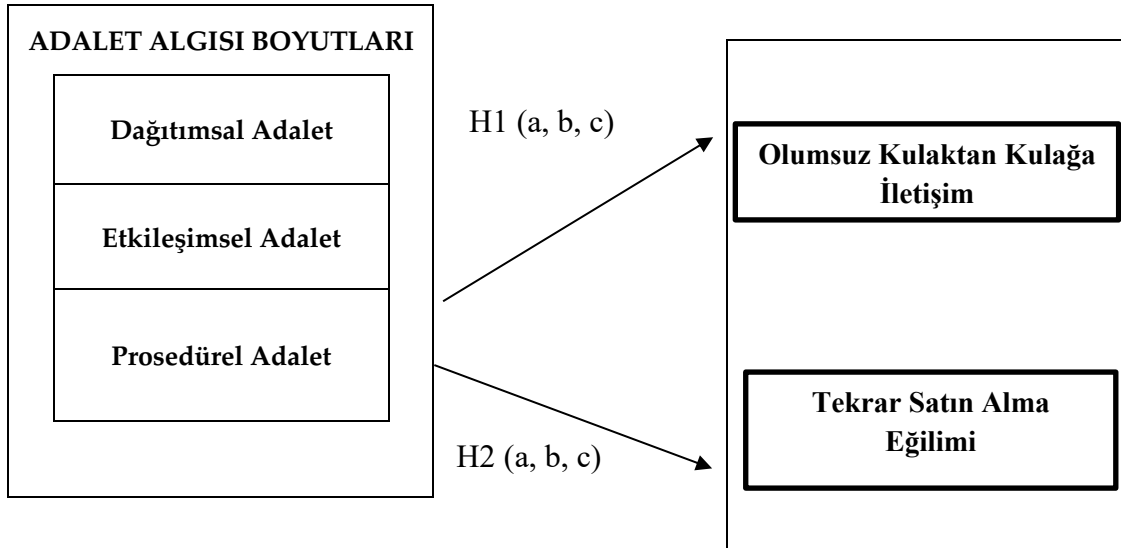 ADALET ALGISI BOYUTLARI
Dağıtımsal Adalet
Etkileşimsel Adalet
Prosedürel Adalet
H1 (a, b, c)
H2 (a, b, c)
Olumsuz Kulaktan Kulağa
İletişim
Tekrar Satın Alma
Eğilimi